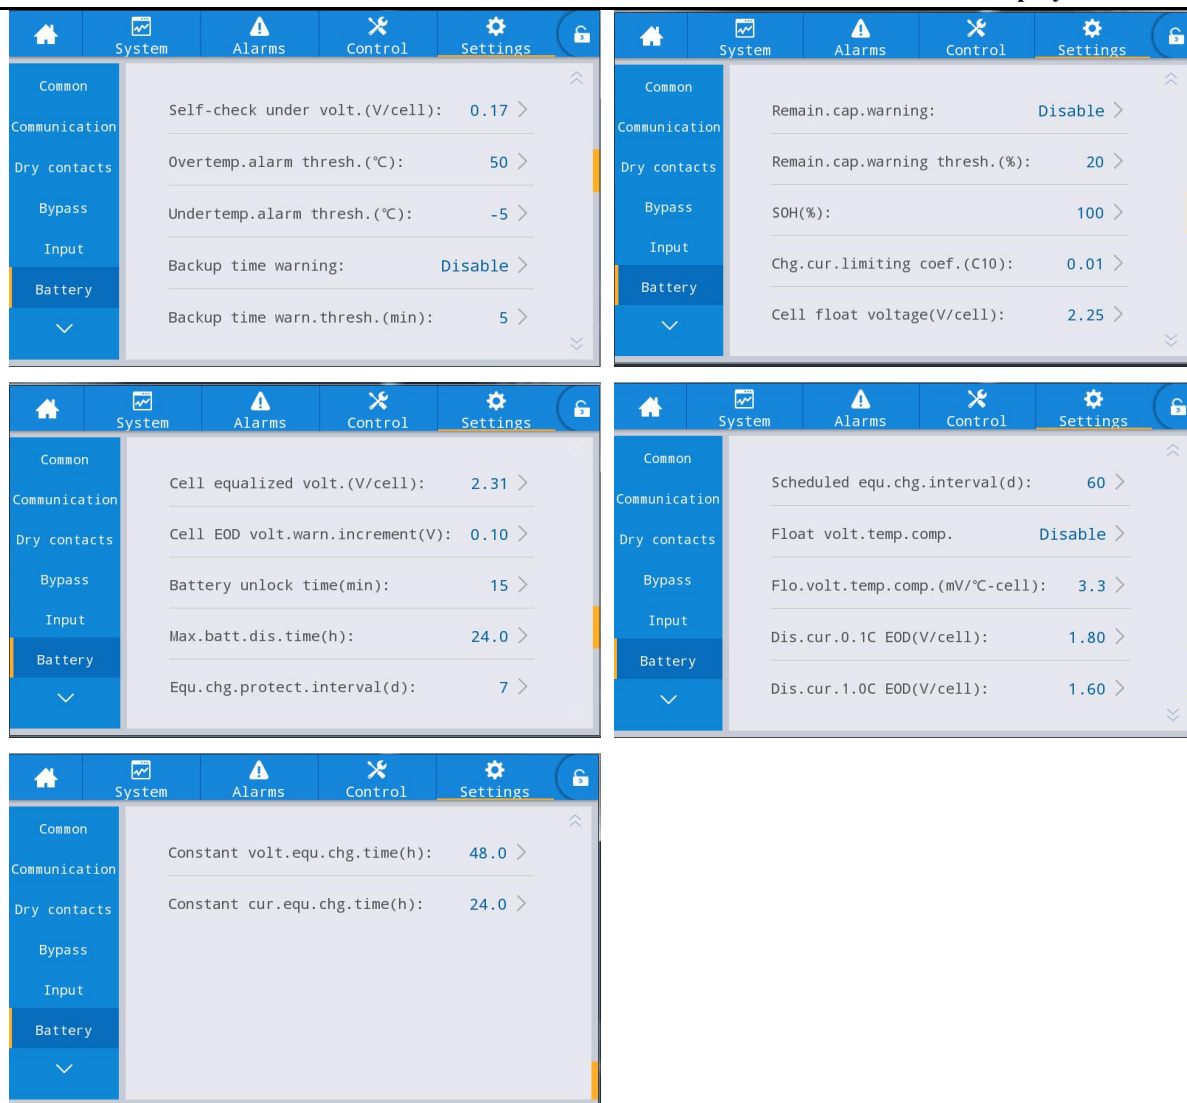 System Alarms Control Settings
Common
Communication
Dry contacts
Bypass
Input
Battery
Self-check under volt.(V/cell): 0.17
Overtemp.alarm thresh.(℃): 50
Undertemp.alarm thresh.(℃): -5
Backup time warning: Disable
Backup time warn.thresh.(min): 5
System Alarms Control Settings
Common
Communication
Dry contacts
Bypass
Input
Battery
Remain.cap.warning: Disable
Remain.cap.warning thresh.(%): 20
SOH(%): 100
Chg.cur.limiting coef.(C10): 0.01
Cell float voltage(V/cell): 2.25
System Alarms Control Settings
Common
Communication
Dry contacts
Bypass
Input
Battery
Cell equalized volt.(V/cell): 2.31
Cell EOD volt.warn.increment(V): 0.10
Battery unlock time(min): 15
Max.batt.dis.time(h): 24.0
Equ.chg.protect.interval(d): 7
System Alarms Control Settings
Common
Communication
Dry contacts
Bypass
Input
Battery
Scheduled equ.chg.interval(d): 60
Float volt.temp.comp. Disable
Flo.volt.temp.comp.(mV/℃-cell): 3.3
Dis.cur.0.1C EOD(V/cell): 1.80
Dis.cur.1.0C EOD(V/cell): 1.60
System Alarms Control Settings
Common
Communication
Dry contacts
Bypass
Input
Battery
Constant volt.equ.chg.time(h): 48.0
Constant cur.equ.chg.time(h): 24.0